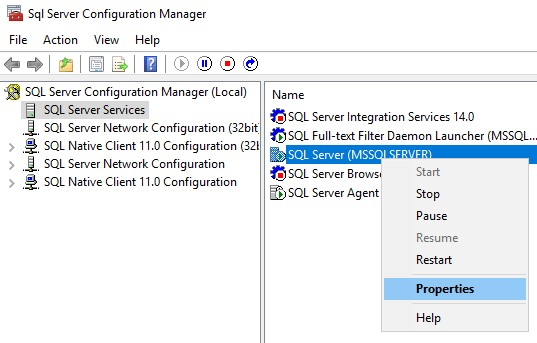 Sql Server Configuration Manager
File Action View Help
SQL Server Configuration Manager (Local)
SQL Server Services
SQL Server Network Configuration (32bit
SQL Native Client 11.0 Configuration (32l
SQL Server Network Configuration
SQL Native Client 11.0 Configuration
Name
SQL Server Integration Services 14.0
SQL Full-text Filter Daemon Launcher (MSSQL...
SQL Server (MSSQLSERVER)
SQL Server Browse
SQL Server Agent
Start
Stop
Pause
Resume
Restart
Properties
Help